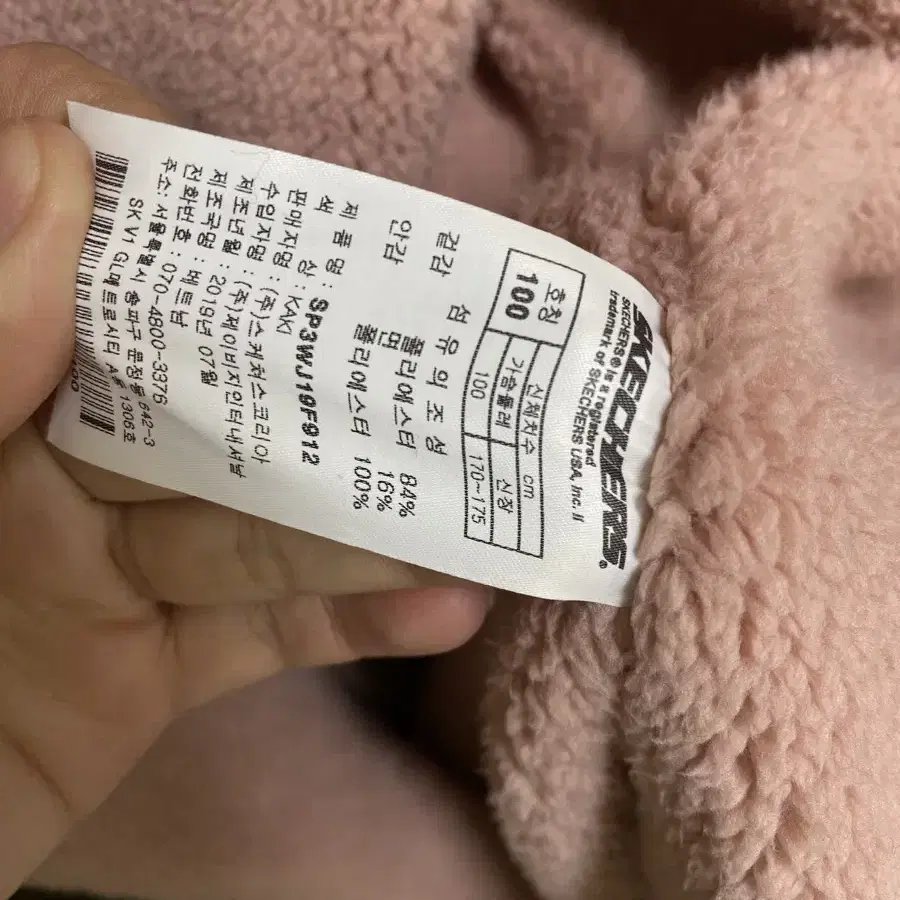 SKECHERS®
SKECHERS® is a registered
trademark of SKECHERS USA, Inc. II
호칭 신체치수 cm
가슴둘레 신장
100 100 170~175
섬유의조성
겉감 폴리에스터 84%
면 16%
안감 폴리에스터 100%
제품명: SP3WJ19F912
색상: KAKI
판매자명: (주)스케쳐스코리아
수입자명: (주)제이비지인터내셔날
제조년월: 2019년 07월
제조국명: 베트남
전화번호: 070-4800-3376
주소: 서울특별시 송파구 문정동 642-3
SK V1 GL메트로시티 A동 1306호